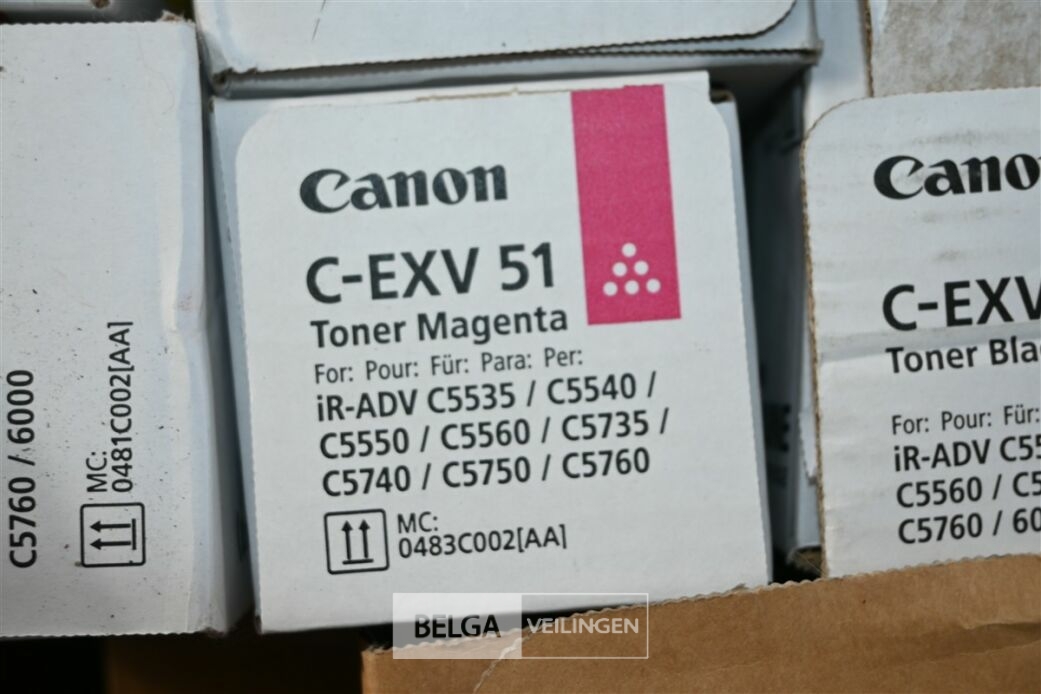 C5760 / 6000
MC:
0481C002[AA]
Canon
C-EXV 51
Toner Magenta
For: Pour: Für: Para: Per:
iR-ADV C5535 / C5540 /
C5550 / C5560 / C5735 /
C5740 / C5750 / C5760
MC:
0483C002[AA]
Cano
C-EXV
Toner Bla
For: Pour: Für:
iR-ADV C55
C5560 / C5
C5760 / 60
BELGA VEILINGEN